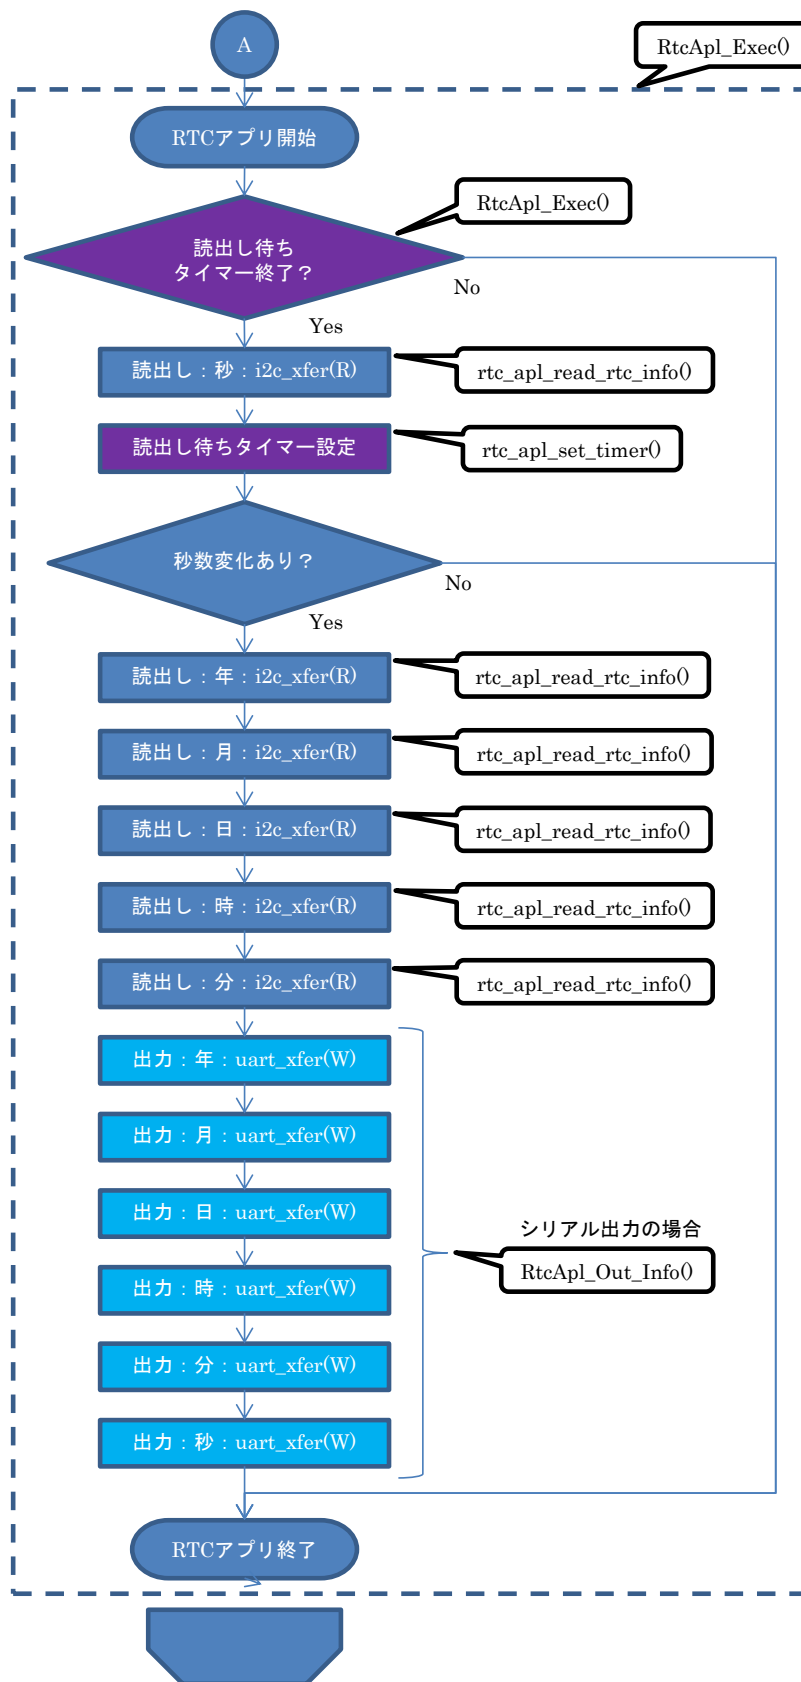 A
RtcApl_Exec()
RTCアプリ開始
RtcApl_Exec()
読出し待ち
タイマー終了？
No
Yes
読出し：秒：i2c_xfer(R)
rtc_apl_read_rtc_info()
読出し待ちタイマー設定
rtc_apl_set_timer()
秒数変化あり？
No
Yes
読出し：年：i2c_xfer(R)
rtc_apl_read_rtc_info()
読出し：月：i2c_xfer(R)
rtc_apl_read_rtc_info()
読出し：日：i2c_xfer(R)
rtc_apl_read_rtc_info()
読出し：時：i2c_xfer(R)
rtc_apl_read_rtc_info()
読出し：分：i2c_xfer(R)
rtc_apl_read_rtc_info()
出力：年：uart_xfer(W)
出力：月：uart_xfer(W)
出力：日：uart_xfer(W)
シリアル出力の場合
RtcApl_Out_Info()
出力：時：uart_xfer(W)
出力：分：uart_xfer(W)
出力：秒：uart_xfer(W)
RTCアプリ終了